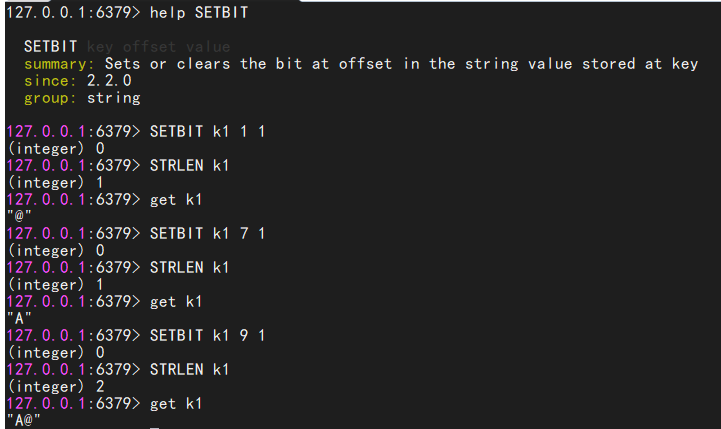 127.0.0.1:6379> help SETBIT
SETBIT key offset value
summary: Sets or clears the bit at offset in the string value stored at key
since: 2.2.0
group: string
127.0.0.1:6379> SETBIT k1 1 1
(integer) 0
127.0.0.1:6379> STRLEN k1
(integer) 1
127.0.0.1:6379> get k1
"@"
127.0.0.1:6379> SETBIT k1 7 1
(integer) 0
127.0.0.1:6379> STRLEN k1
(integer) 1
127.0.0.1:6379> get k1
"A"
127.0.0.1:6379> SETBIT k1 9 1
(integer) 0
127.0.0.1:6379> STRLEN k1
(integer) 2
127.0.0.1:6379> get k1
"A@"